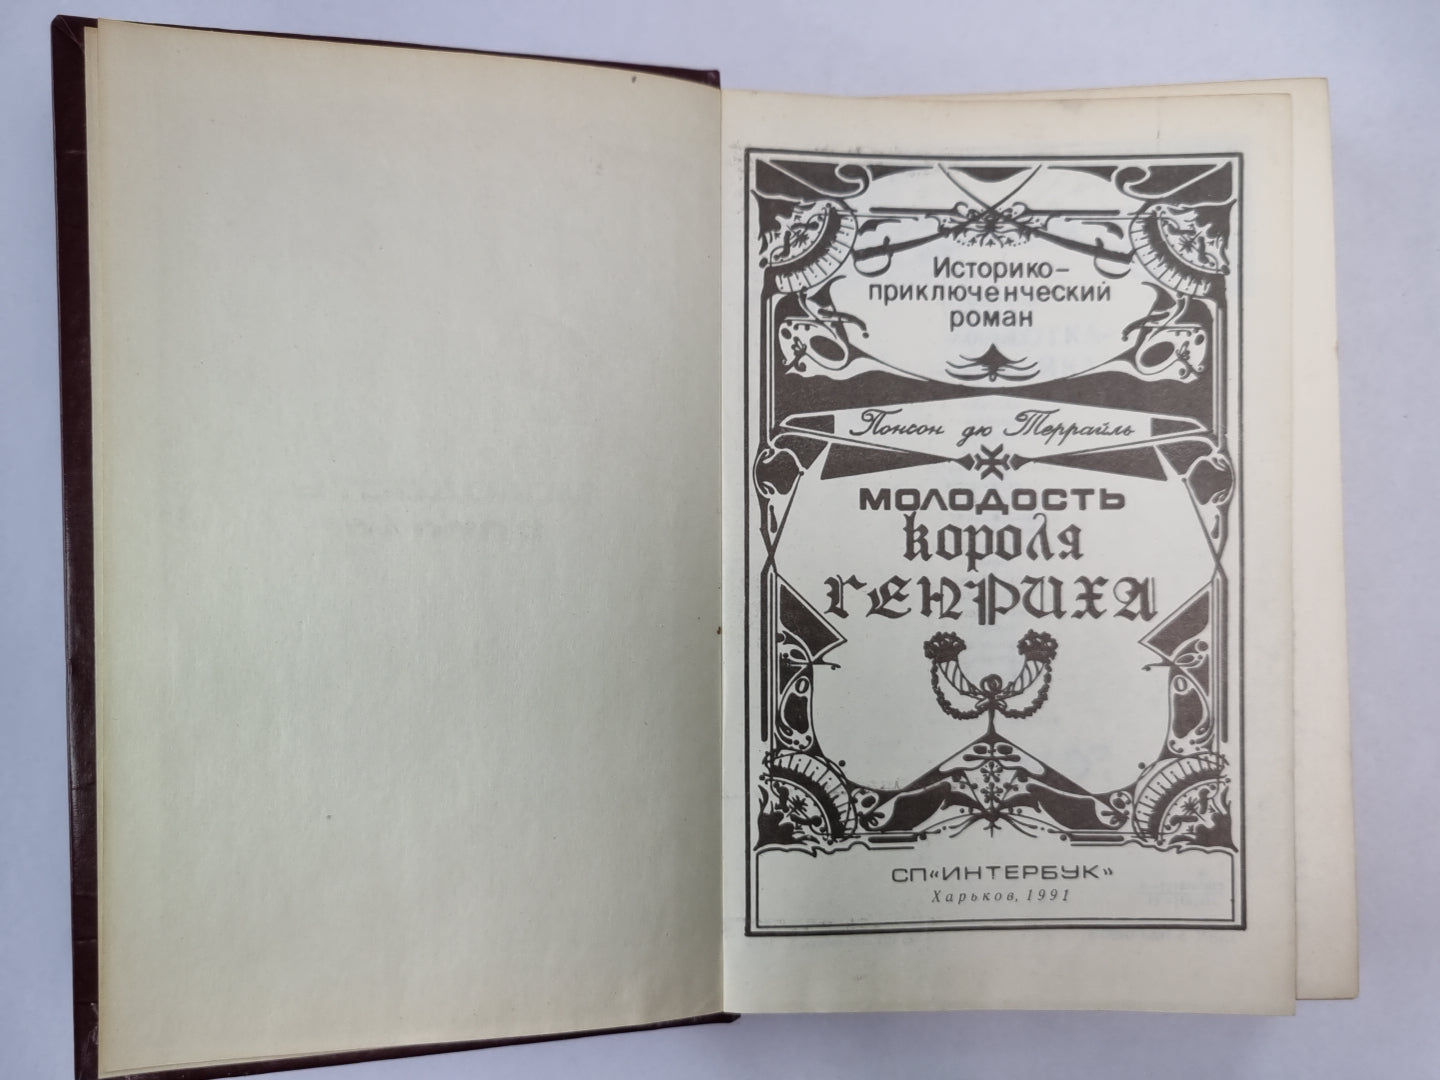 Историко-
приключенческий
роман
Понсон дю Террайль
МОЛОДОСТЬ
короля
ГЕНРИХА
СП«ИНТЕРБУК»
Харьков, 1991